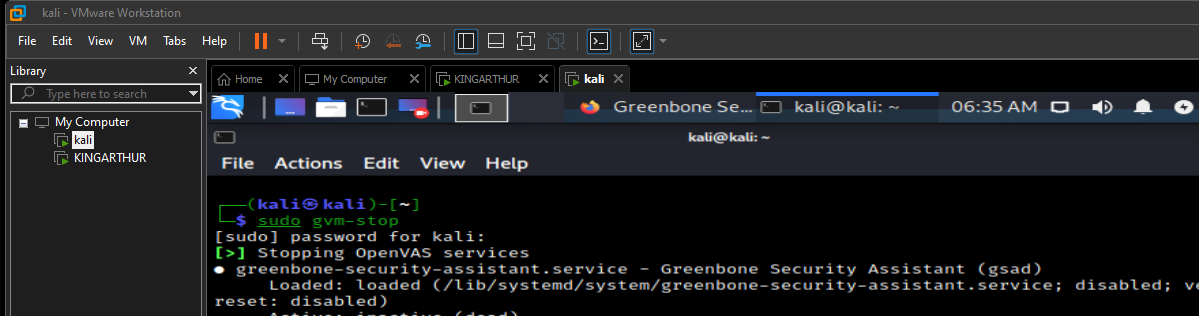 kali - VMware Workstation
File Edit View VM Tabs Help
Library
Type here to search
My Computer
kali
KINGARTHUR
Home My Computer KINGARTHUR kali
Greenbone Se... kali@kali: ~ 06:35 AM
kali@kali: ~
File Actions Edit View Help
┌──(kali㉿kali)-[~]
└─$ sudo gvm-stop
[sudo] password for kali:
[>] Stopping OpenVAS services
● greenbone-security-assistant.service - Greenbone Security Assistant (gsad)
Loaded: loaded (/lib/systemd/system/greenbone-security-assistant.service; disabled; ve
reset: disabled)
Active: inactive (dead)